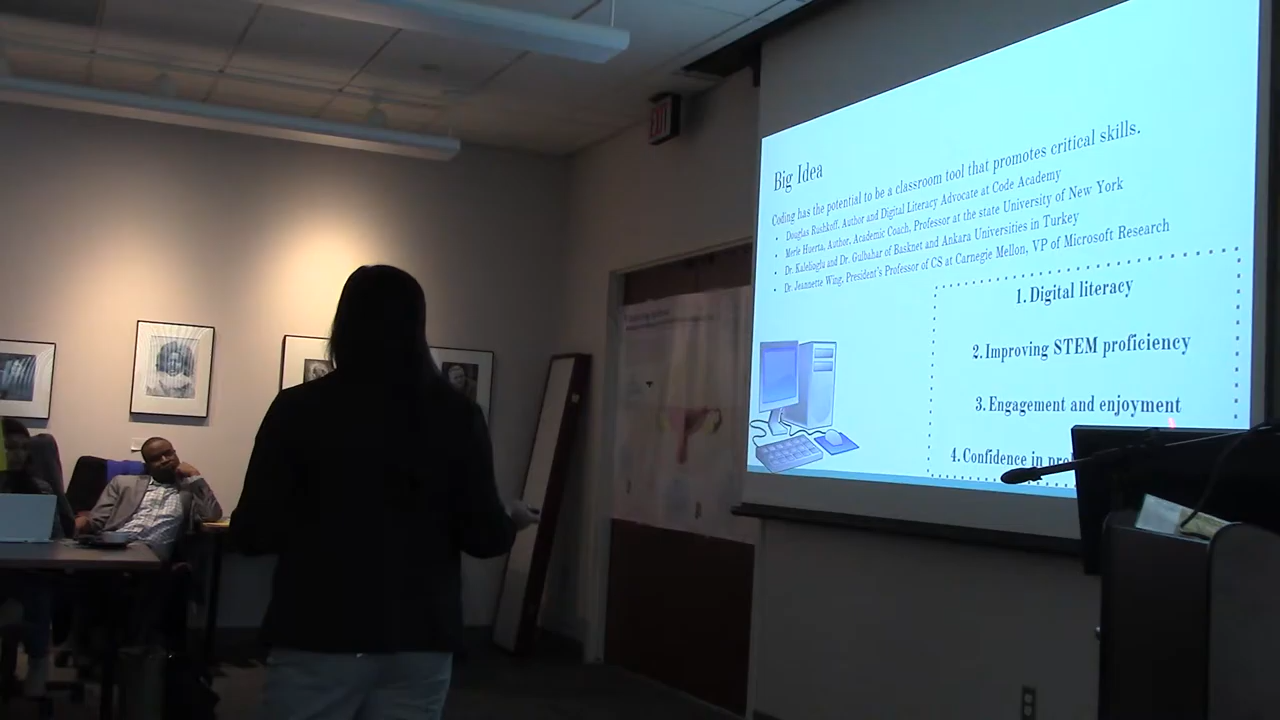 EXIT
Big Idea
Coding has the potential to be a classroom tool that promotes critical skills.
• Douglas Rushkoff, Author and Digital Literacy Advocate at Code Academy
• Merle Huerta, Author, Academic Coach, Professor at the state University of New York
• Dr. Kalelioglu and Dr. Gulbahar of Basknet and Ankara Universities in Turkey
• Dr. Jeannette Wing, President's Professor of CS at Carnegie Mellon, VP of Microsoft Research
1. Digital literacy
2. Improving STEM proficiency
3. Engagement and enjoyment
4. Confidence in